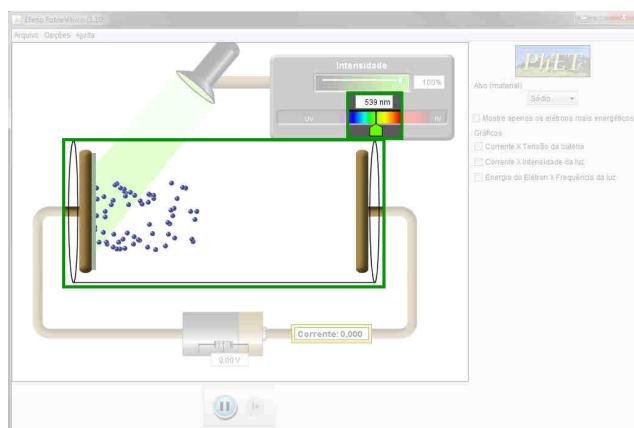 Efeito Fotoelétrico (1.10)
Arquivo Opções Ajuda
Intensidade
100%
539 nm
UV
IV
PhET
Alvo (material)
Sódio
Mostre apenas os elétrons mais energéticos
Gráficos
Corrente X Tensão da bateria
Corrente X Intensidade da luz
Energia do Elétron X Frequência da luz
Corrente: 0,000
0,00 V